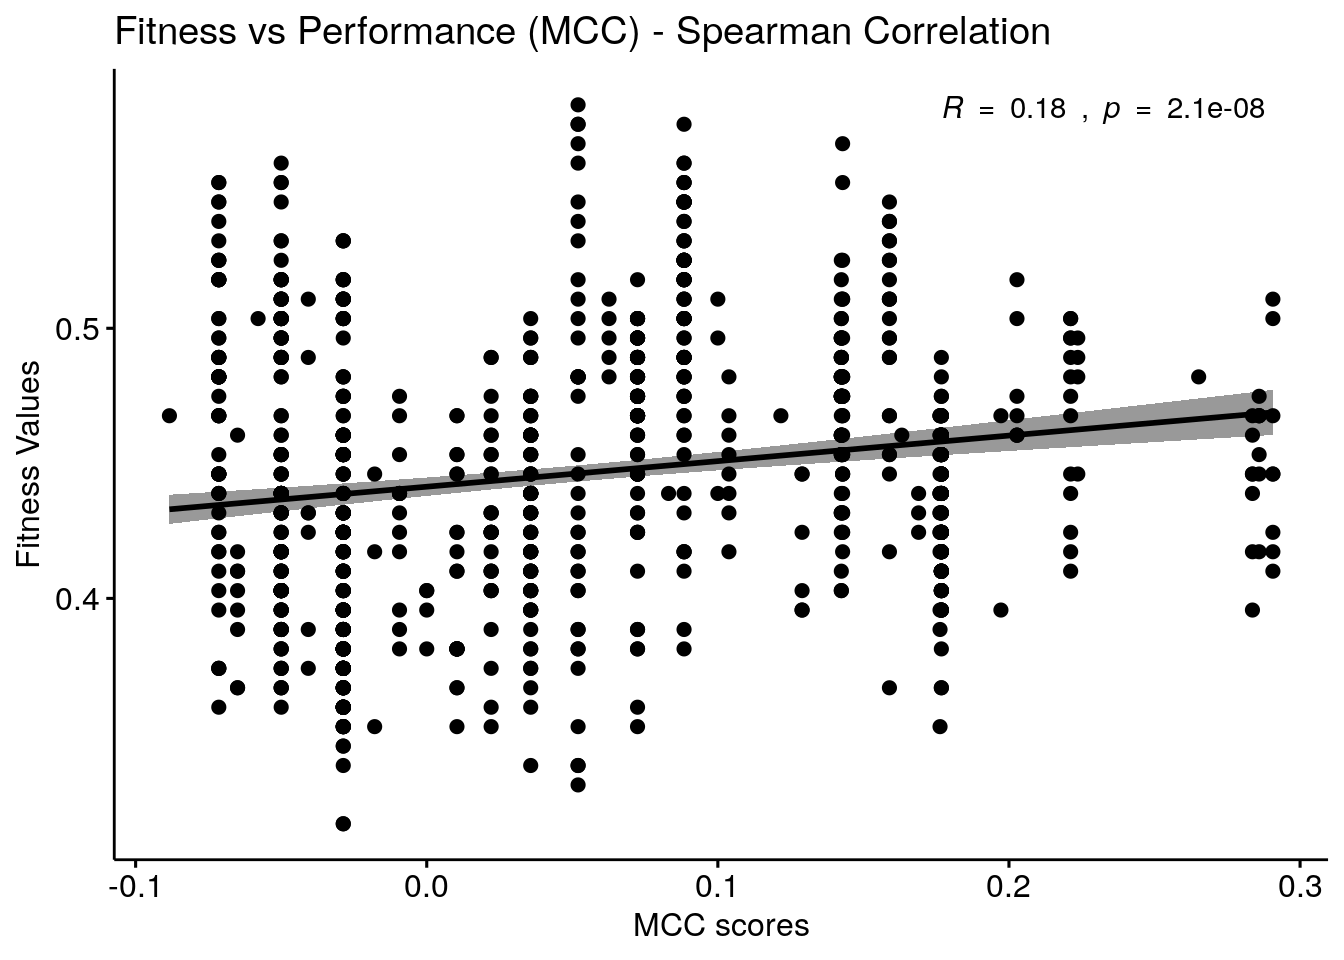 Fitness vs Performance (MCC) - Spearman Correlation
R = 0.18 , p = 2.1e-08
0.5
0.4
Fitness Values
-0.1 0.0 0.1 0.2 0.3
MCC scores